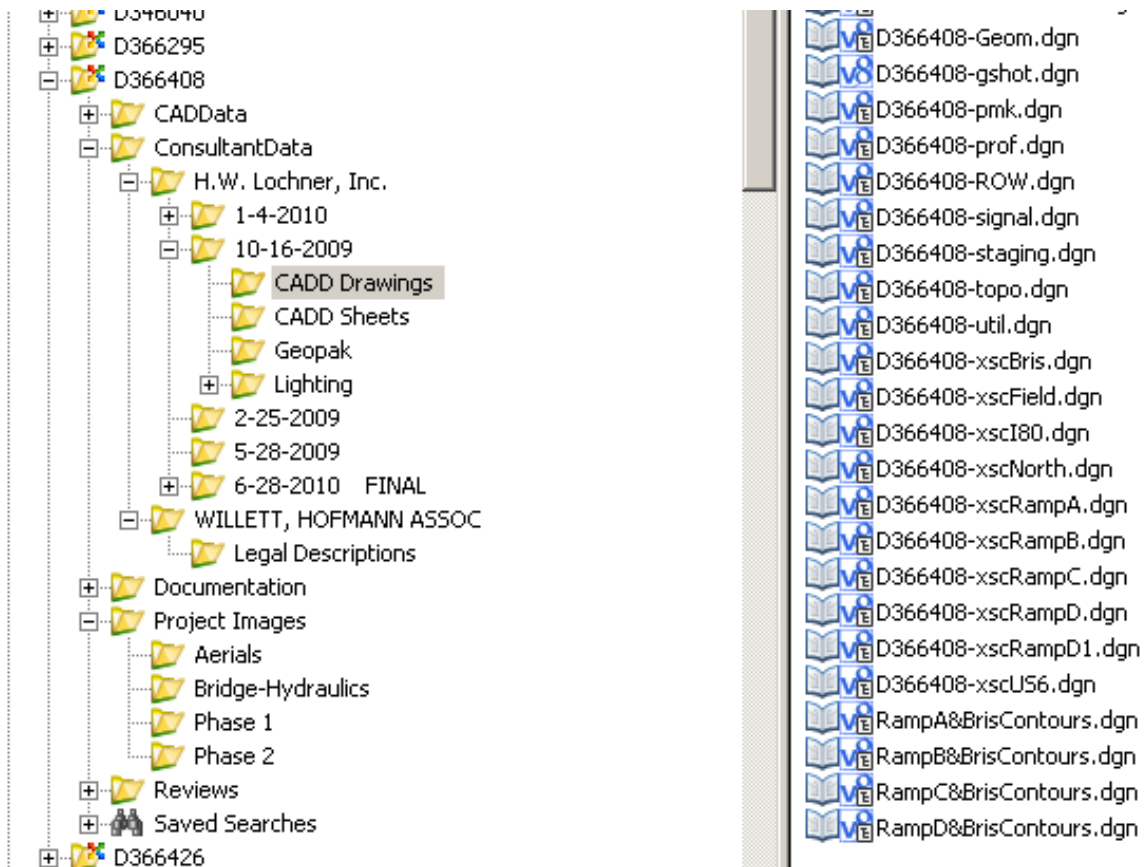 D346040
D366295
D366408
CADData
ConsultantData
H.W. Lochner, Inc.
1-4-2010
10-16-2009
CADD Drawings
CADD Sheets
Geopak
Lighting
2-25-2009
5-28-2009
6-28-2010 FINAL
WILLETT, HOFMANN ASSOC
Legal Descriptions
Documentation
Project Images
Aerials
Bridge-Hydraulics
Phase 1
Phase 2
Reviews
Saved Searches
D366426
D366408-Geom.dgn
D366408-gshot.dgn
D366408-pmk.dgn
D366408-prof.dgn
D366408-ROW.dgn
D366408-signal.dgn
D366408-staging.dgn
D366408-topo.dgn
D366408-util.dgn
D366408-xscBris.dgn
D366408-xscField.dgn
D366408-xscI80.dgn
D366408-xscNorth.dgn
D366408-xscRampA.dgn
D366408-xscRampB.dgn
D366408-xscRampC.dgn
D366408-xscRampD.dgn
D366408-xscRampD1.dgn
D366408-xscUS6.dgn
RampA&BrisContours.dgn
RampB&BrisContours.dgn
RampC&BrisContours.dgn
RampD&BrisContours.dgn